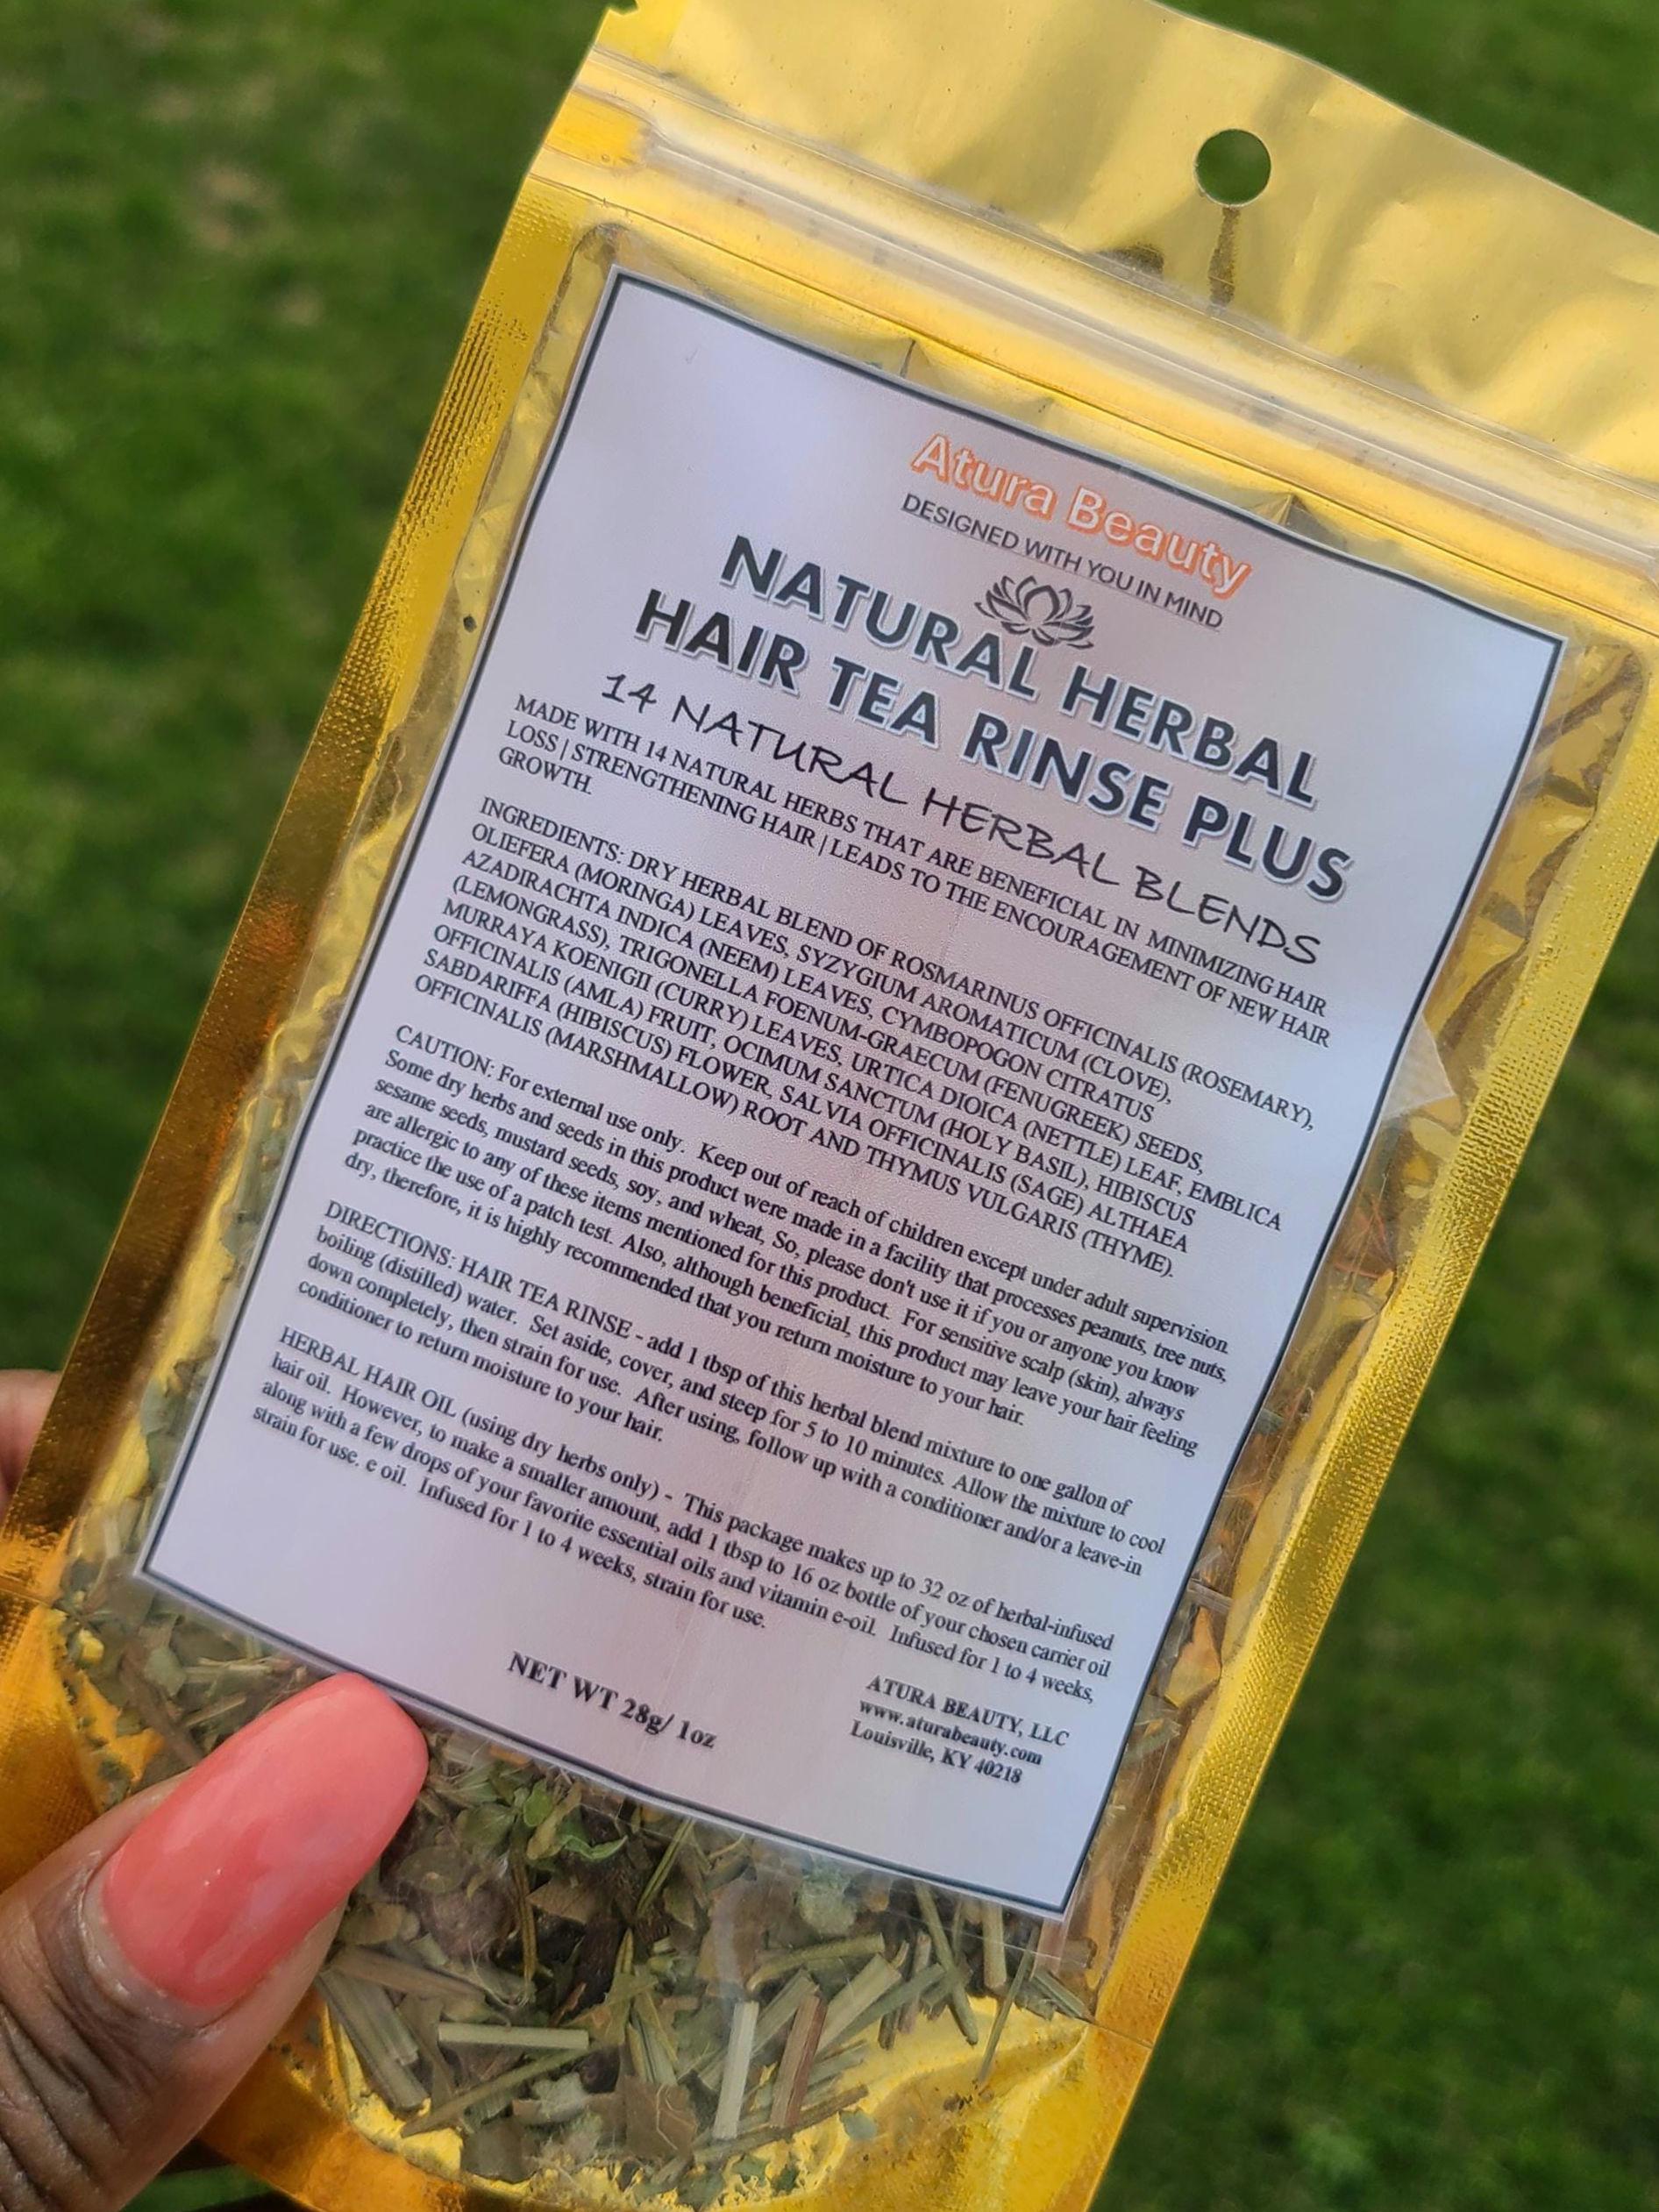 Atura Beauty
DESIGNED WITH YOU IN MIND
NATURAL HERBAL
HAIR TEA RINSE PLUS
14 NATURAL HERBAL BLENDS
MADE WITH 14 NATURAL HERBS THAT ARE BENEFICIAL IN MINIMIZING HAIR
LOSS | STRENGTHENING HAIR | LEADS TO THE ENCOURAGEMENT OF NEW HAIR
GROWTH.
INGREDIENTS: DRY HERBAL BLEND OF ROSMARINUS OFFICINALIS (ROSEMARY),
OLIEFERA (MORINGA) LEAVES, SYZYGIUM AROMATICUM (CLOVE),
AZADIRACHTA INDICA (NEEM) LEAVES, CYMBOPOGON CITRATUS
(LEMONGRASS), TRIGONELLA FOENUM-GRAECUM (FENUGREEK) SEEDS,
MURRAYA KOENIGII (CURRY) LEAVES, URTICA DIOICA (NETTLE) LEAF, EMBLICA
OFFICINALIS (AMLA) FRUIT, OCIMUM SANCTUM (HOLY BASIL), HIBISCUS
SABDARIFFA (HIBISCUS) FLOWER, SALVIA OFFICINALIS (SAGE) ALTHAEA
OFFICINALIS (MARSHMALLOW) ROOT AND THYMUS VULGARIS (THYME).
CAUTION: For external use only. Keep out of reach of children except under adult supervision.
Some dry herbs and seeds in this product were made in a facility that processes peanuts, tree nuts,
sesame seeds, mustard seeds, soy, and wheat, So, please don't use it if you or anyone you know
are allergic to any of these items mentioned for this product. For sensitive scalp (skin), always
practice the use of a patch test. Also, although beneficial, this product may leave your hair feeling
dry, therefore, it is highly recommended that you return moisture to your hair.
DIRECTIONS: HAIR TEA RINSE - add 1 tbsp of this herbal blend mixture to one gallon of
boiling (distilled) water. Set aside, cover, and steep for 5 to 10 minutes. Allow the mixture to cool
down completely, then strain for use. After using, follow up with a conditioner and/or a leave-in
conditioner to return moisture to your hair.
HERBAL HAIR OIL (using dry herbs only) - This package makes up to 32 oz of herbal-infused
hair oil. However, to make a smaller amount, add 1 tbsp to 16 oz bottle of your chosen carrier oil
along with a few drops of your favorite essential oils and vitamin e-oil. Infused for 1 to 4 weeks,
strain for use. e oil. Infused for 1 to 4 weeks, strain for use.
NET WT 28g/ 1oz
ATURA BEAUTY, LLC
www.aturabeauty.com
Louisville, KY 40218